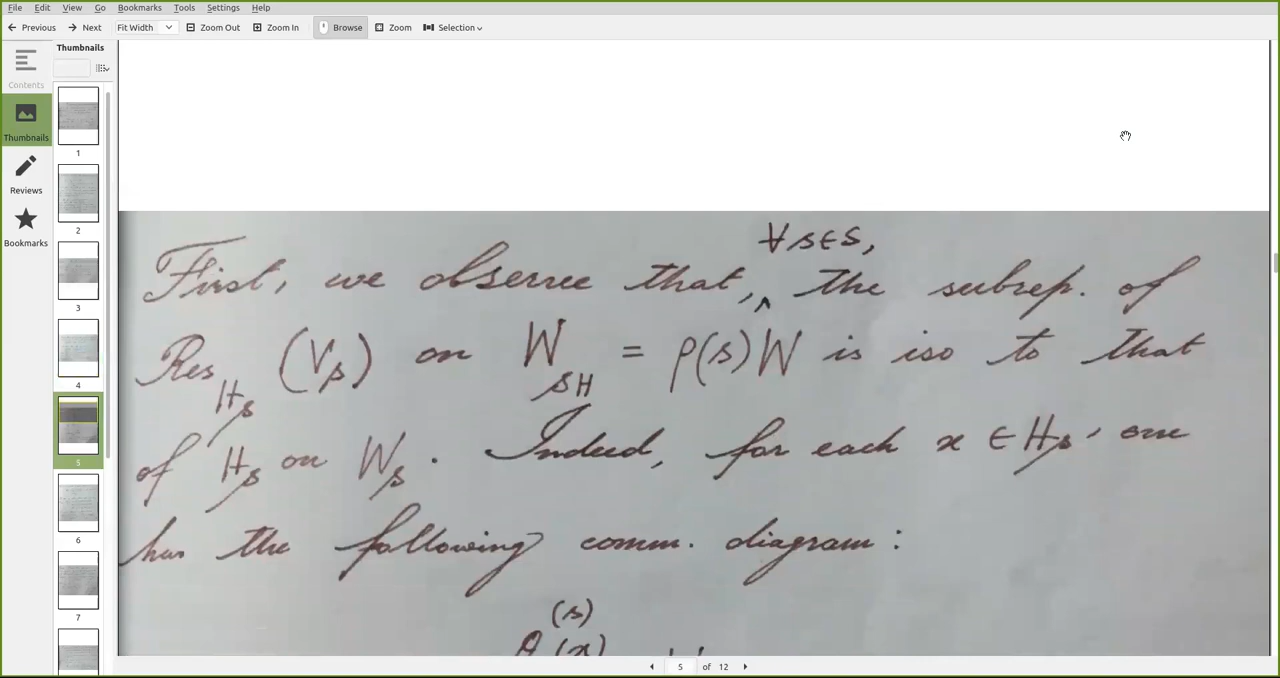 File Edit View Go Bookmarks Tools Settings Help
Previous Next Fit Width Zoom Out Zoom In Browse Zoom Selection
Thumbnails
Contents
Thumbnails
Reviews
Bookmarks
1
2
3
4
5
6
7
∀s∈S,
First, we observe that, ^ the subrep. of
Res_{H_s} (V_s) on W_{sH} = ρ(s)W is iso to that
of H_s on W_s. Indeed, for each x ∈ H_s, one
has the following comm. diagram:
(s)
θ (x)
5 of 12